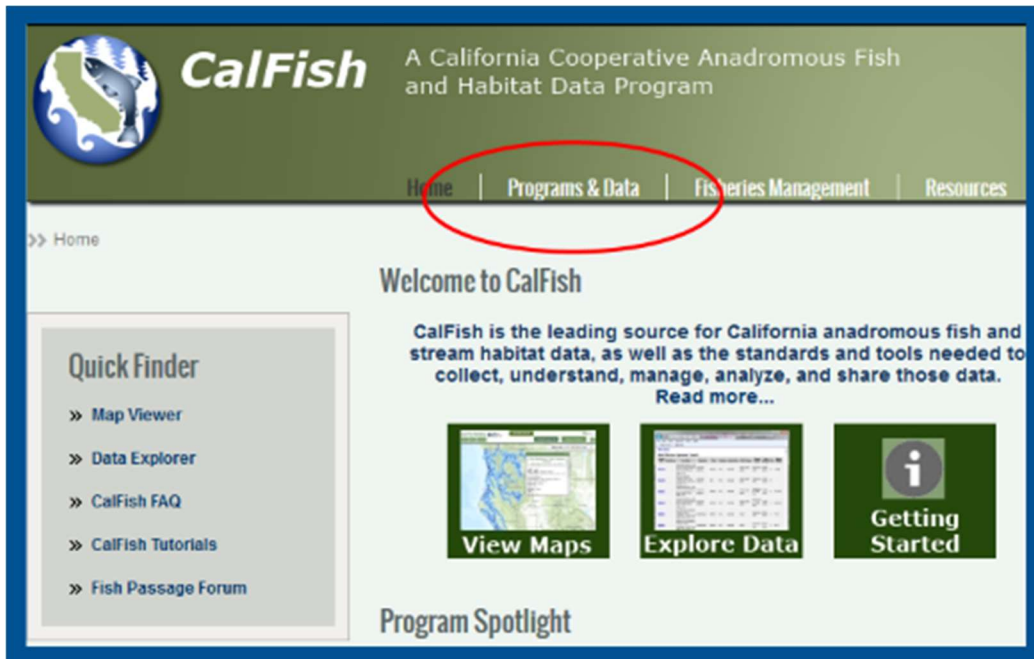 CalFish
A California Cooperative Anadromous Fish
and Habitat Data Program
Home
Programs & Data
Fisheries Management
Resources
>> Home
Welcome to CalFish
CalFish is the leading source for California anadromous fish and
stream habitat data, as well as the standards and tools needed to
collect, understand, manage, analyze, and share those data.
Read more...
Quick Finder
» Map Viewer
» Data Explorer
» CalFish FAQ
» CalFish Tutorials
» Fish Passage Forum
View Maps
Explore Data
i
Getting
Started
Program Spotlight